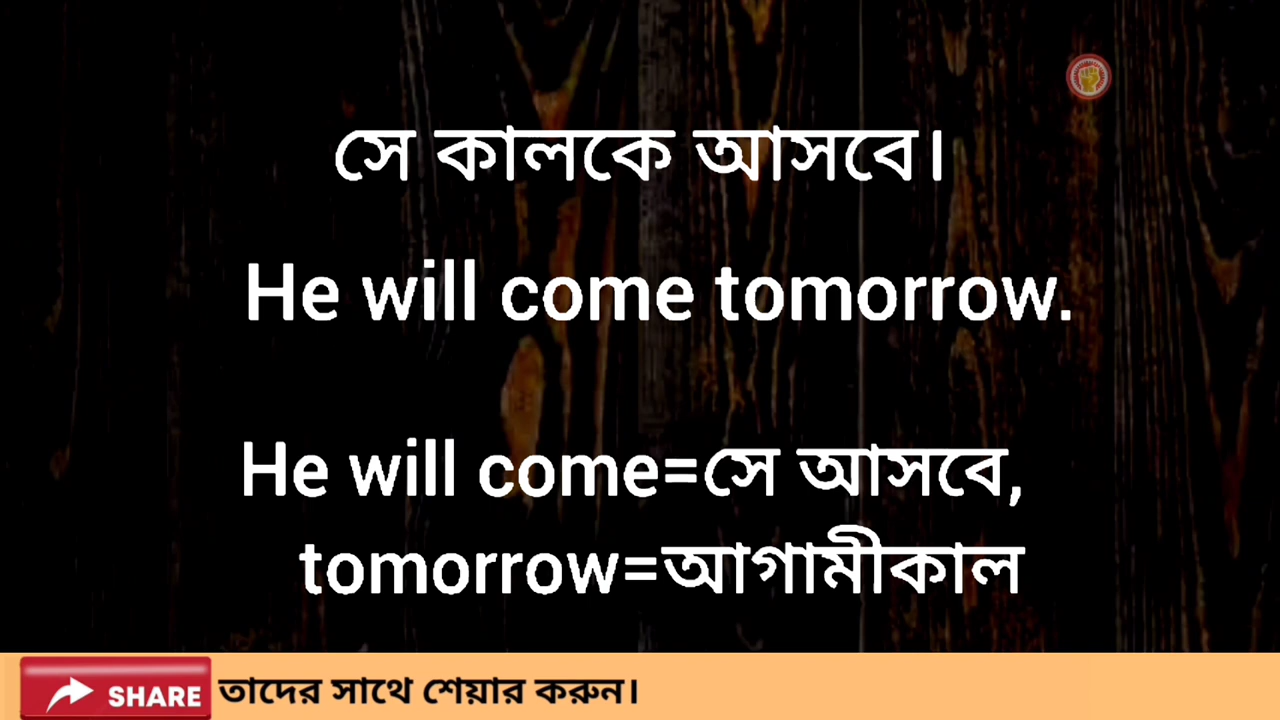 সে কালকে আসবে।
He will come tomorrow.
He will come=সে আসবে,
tomorrow=আগামীকাল
SHARE তাদের সাথে শেয়ার করুন।